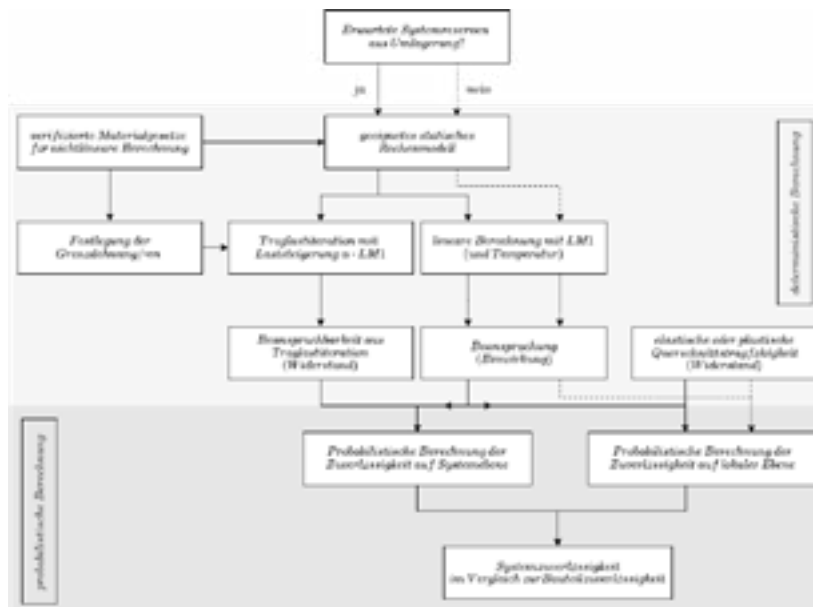 Erwartete Systemreserven
aus Umlagerung?
ja
nein
verifizierte Materialgesetze
für nichtlineare Berechnung
geeignetes statisches
Rechenmodell
Festlegung der
Grenzdehnung/en
Traglastiteration mit
Laststeigerung α · LM1
lineare Berechnung mit LM1
(und Temperatur)
deterministische Berechnung
Beanspruchbarkeit aus
Traglastiteration
(Widerstand)
Beanspruchung
(Einwirkung)
elastische oder plastische
Querschnittstragfähigkeit
(Widerstand)
probabilistische Berechnung
Probabilistische Berechnung der
Zuverlässigkeit auf Systemebene
Probabilistische Berechnung der
Zuverlässigkeit auf lokaler Ebene
Systemzuverlässigkeit
im Vergleich zur Bauteilzuverlässigkeit